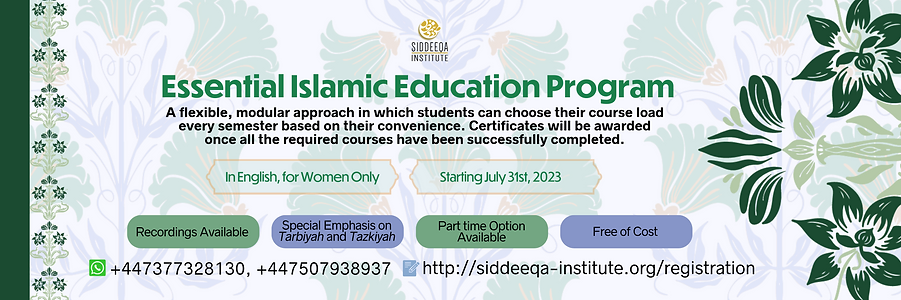 SIDDEEQA
INSTITUTE
Essential Islamic Education Program
A flexible, modular approach in which students can choose their course load
every semester based on their convenience. Certificates will be awarded
once all the required courses have been successfully completed.
In English, for Women Only
Starting July 31st, 2023
Recordings Available
Special Emphasis on
Tarbiyah and Tazkiyah
Part time Option
Available
Free of Cost
+447377328130, +447507938937
http://siddeeqa-institute.org/registration